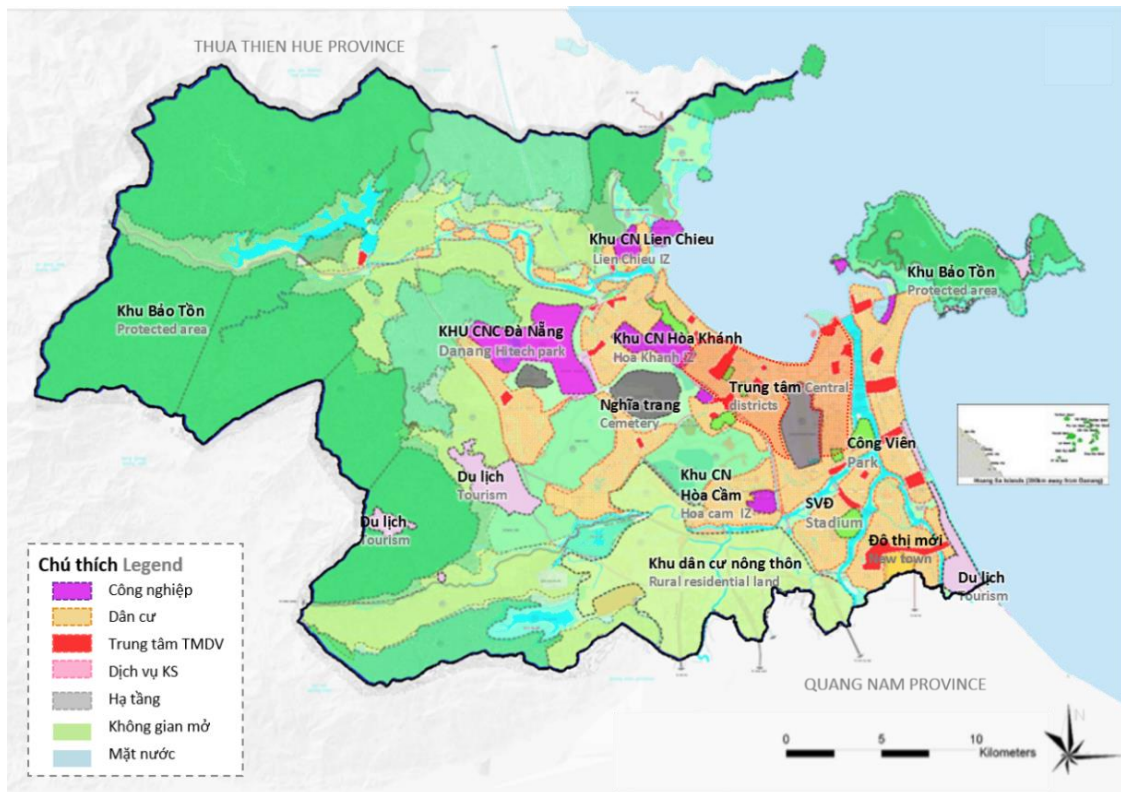 THUA THIEN HUE PROVINCE
Khu CN Lien Chieu
Lien Chieu IZ
Khu Bảo Tồn
Protected area
Khu Bảo Tồn
Protected area
KHU CNC Đà Nẵng
Danang Hitech park
Khu CN Hòa Khánh
Hoa Khanh IZ
Trung tâm Central
districts
Nghĩa trang
Cemetery
Công Viên
Park
Khu CN
Hòa Cầm
Hoa cam IZ
Du lịch
Tourism
SVĐ
Stadium
Du lịch
Tourism
Đô thị mới
New town
Khu dân cư nông thôn
Rural residential land
Du lịch
Tourism
Chú thích Legend
Công nghiệp
Dân cư
Trung tâm TMDV
Dịch vụ KS
Hạ tầng
Không gian mở
Mặt nước
QUANG NAM PROVINCE
N
0 5 10
Kilometers